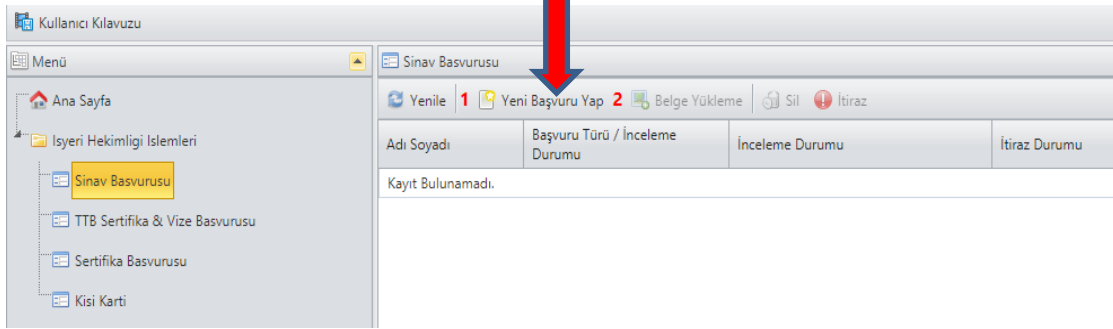 Kullanıcı Kılavuzu
Menü
Ana Sayfa
Isyeri Hekimligi Islemleri
Sinav Basvurusu
TTB Sertifika & Vize Basvurusu
Sertifika Basvurusu
Kisi Karti
Sinav Basvurusu
Yenile 1 Yeni Başvuru Yap 2 Belge Yükleme Sil İtiraz
Adı Soyadı
Başvuru Türü / İnceleme
Durumu
İnceleme Durumu
İtiraz Durumu
Kayıt Bulunamadı.